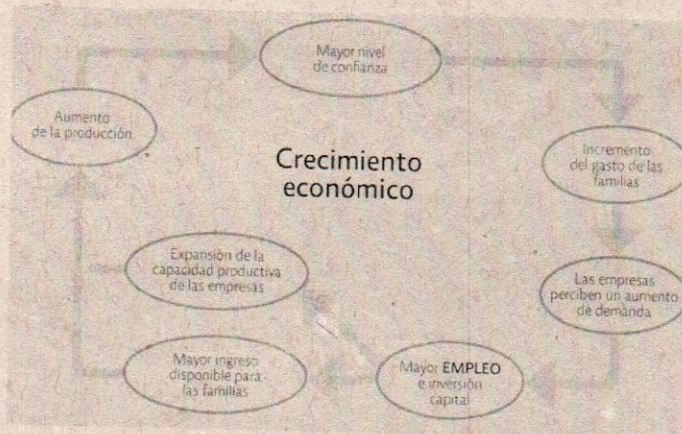 Mayor nivel
de confianza
Aumento
de la producción
Crecimiento
económico
Incremento
del gasto de las
familias
Expansión de la
capacidad productiva
de las empresas
Las empresas
perciben un aumento
de demanda
Mayor ingreso
disponible para
las familias
Mayor EMPLEO
e inversión
capital